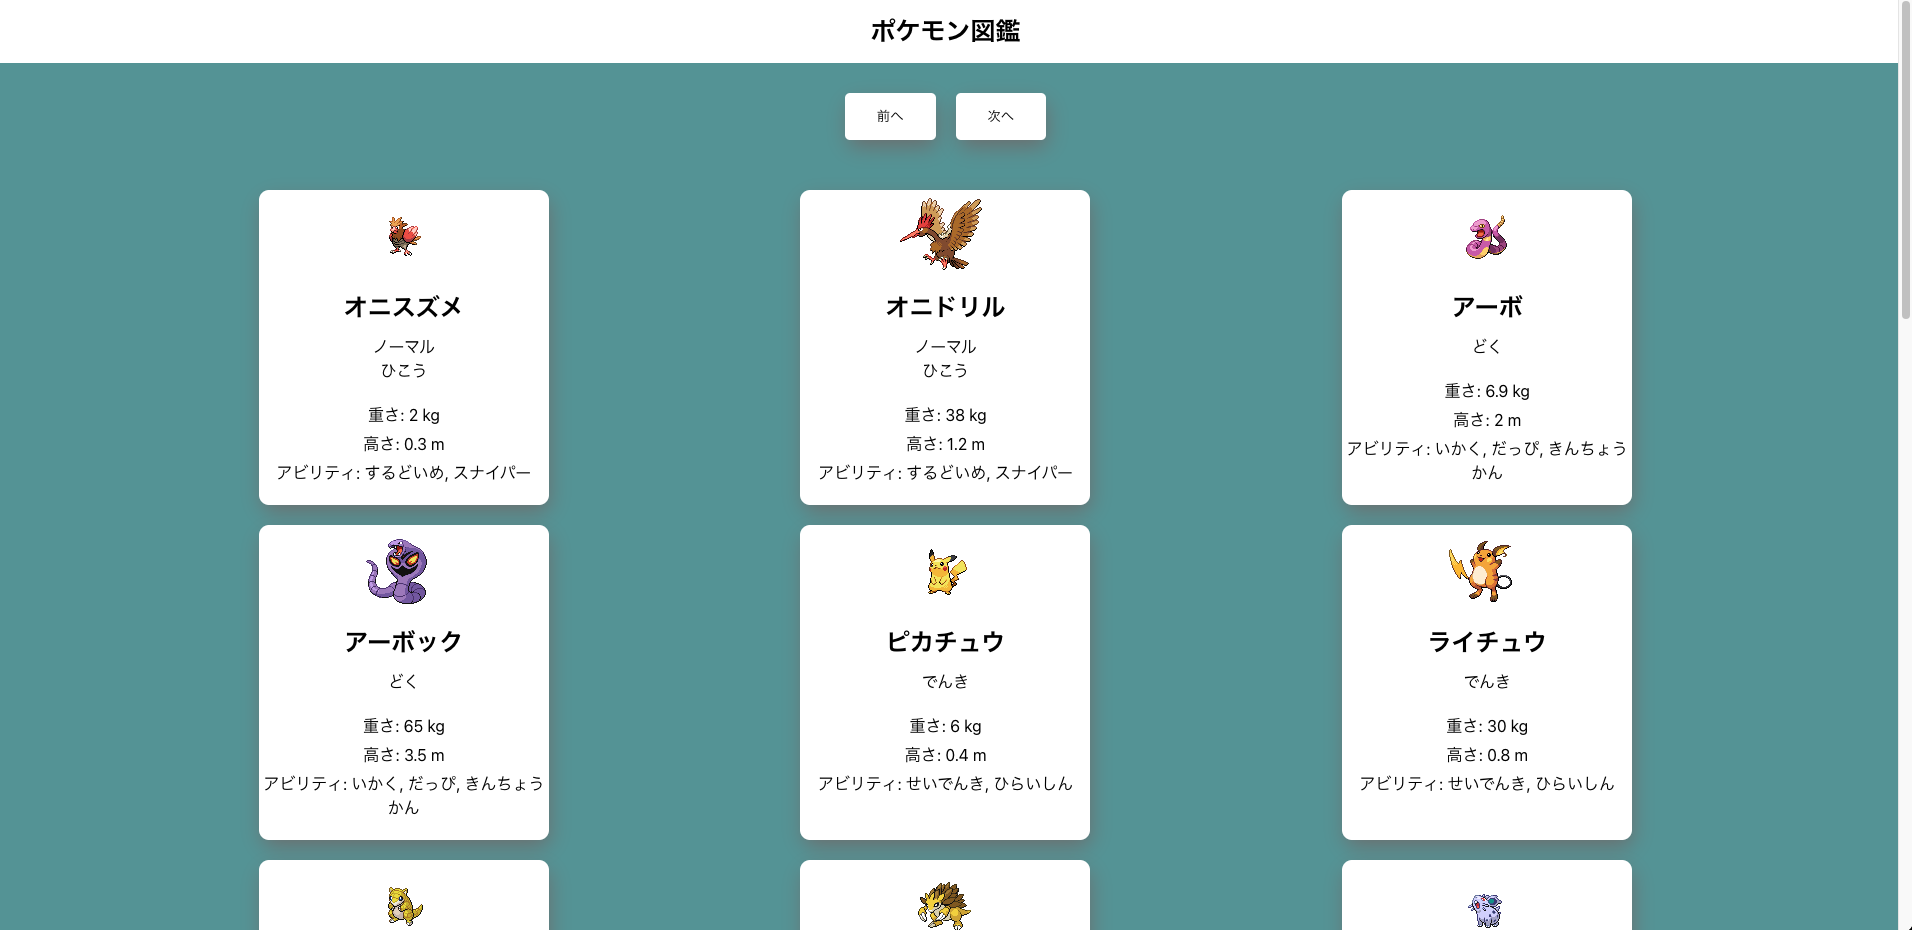 ポケモン図鑑
前へ
次へ
オニスズメ
ノーマル
ひこう
重さ: 2 kg
高さ: 0.3 m
アビリティ: するどいめ, スナイパー
オニドリル
ノーマル
ひこう
重さ: 38 kg
高さ: 1.2 m
アビリティ: するどいめ, スナイパー
アーボ
どく
重さ: 6.9 kg
高さ: 2 m
アビリティ: いかく, だっぴ, きんちょう
かん
アーボック
どく
重さ: 65 kg
高さ: 3.5 m
アビリティ: いかく, だっぴ, きんちょう
かん
ピカチュウ
でんき
重さ: 6 kg
高さ: 0.4 m
アビリティ: せいでんき, ひらいしん
ライチュウ
でんき
重さ: 30 kg
高さ: 0.8 m
アビリティ: せいでんき, ひらいしん